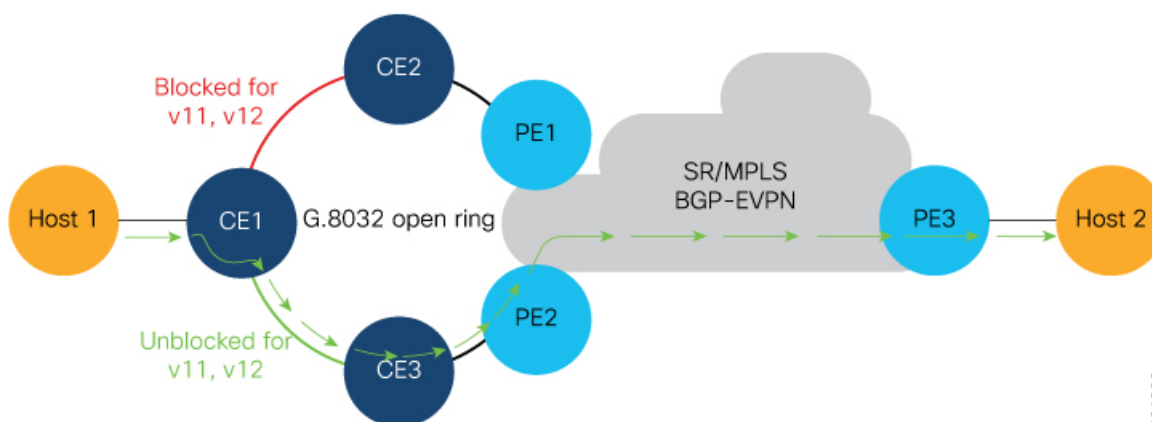 CE2
Blocked for
v11, v12
PE1
SR/MPLS
BGP-EVPN
Host 1
CE1
G.8032 open ring
PE3
Host 2
PE2
Unblocked for
v11, v12
CE3